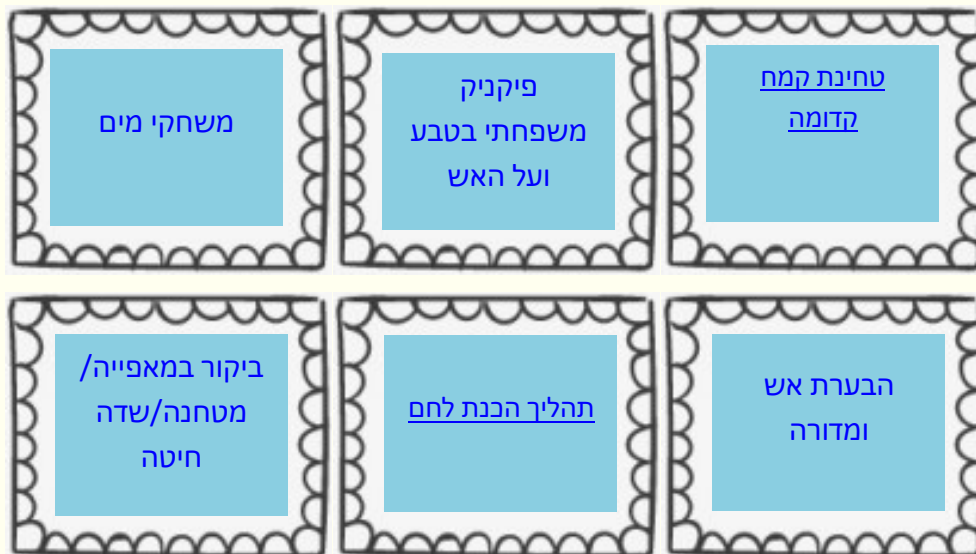 טחינת קמח
קדומה
פיקניק
משפחתי בטבע
ועל האש
משחקי מים
הבערת אש
ומדורה
תהליך הכנת לחם
ביקור במאפייה/
מטחנה/שדה
חיטה